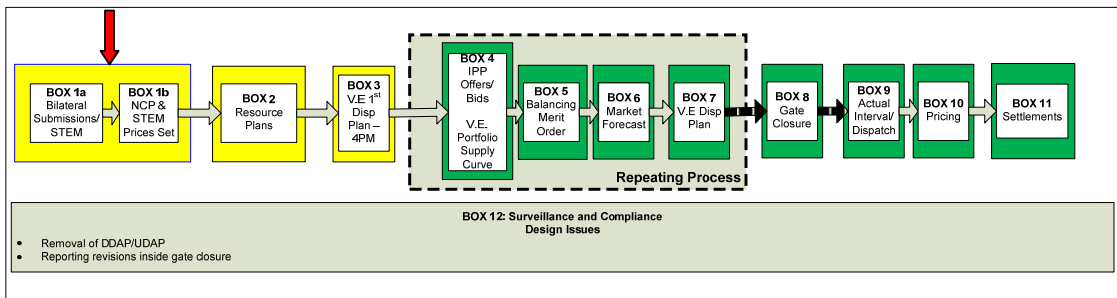 BOX 1a
Bilateral
Submissions/
STEM
BOX 1b
NCP &
STEM
Prices Set
BOX 2
Resource
Plans
BOX 3
V.E 1st
Disp
Plan –
4PM
BOX 4
IPP
Offers/
Bids
V.E.
Portfolio
Supply
Curve
BOX 5
Balancing
Merit
Order
BOX 6
Market
Forecast
BOX 7
V.E Disp
Plan
Repeating Process
BOX 8
Gate
Closure
BOX 9
Actual
Interval/
Dispatch
BOX 10
Pricing
BOX 11
Settlements
BOX 12: Surveillance and Compliance
Design Issues
• Removal of DDAP/UDAP
• Reporting revisions inside gate closure